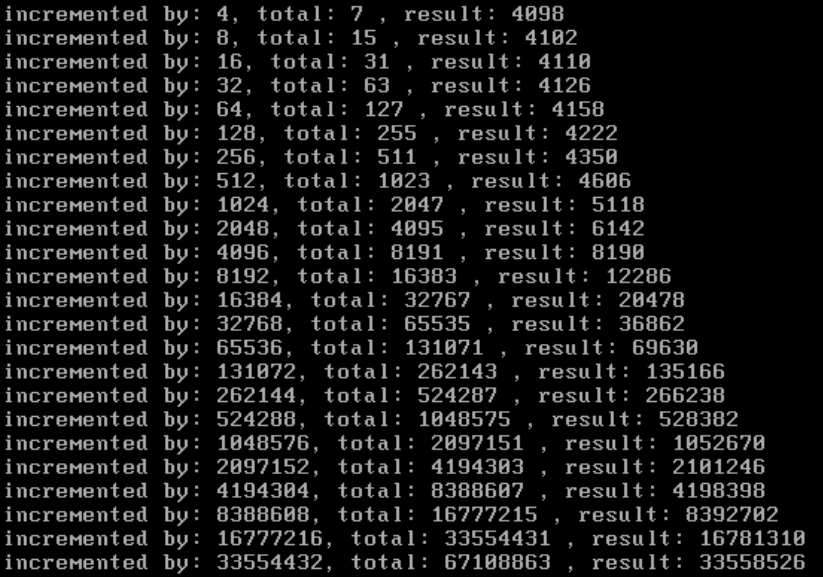 incremented by: 4, total: 7 , result: 4098
incremented by: 8, total: 15 , result: 4102
incremented by: 16, total: 31 , result: 4110
incremented by: 32, total: 63 , result: 4126
incremented by: 64, total: 127 , result: 4158
incremented by: 128, total: 255 , result: 4222
incremented by: 256, total: 511 , result: 4350
incremented by: 512, total: 1023 , result: 4606
incremented by: 1024, total: 2047 , result: 5118
incremented by: 2048, total: 4095 , result: 6142
incremented by: 4096, total: 8191 , result: 8190
incremented by: 8192, total: 16383 , result: 12286
incremented by: 16384, total: 32767 , result: 20478
incremented by: 32768, total: 65535 , result: 36862
incremented by: 65536, total: 131071 , result: 69630
incremented by: 131072, total: 262143 , result: 135166
incremented by: 262144, total: 524287 , result: 266238
incremented by: 524288, total: 1048575 , result: 528382
incremented by: 1048576, total: 2097151 , result: 1052670
incremented by: 2097152, total: 4194303 , result: 2101246
incremented by: 4194304, total: 8388607 , result: 4198398
incremented by: 8388608, total: 16777215 , result: 8392702
incremented by: 16777216, total: 33554431 , result: 16781310
incremented by: 33554432, total: 67108863 , result: 33558526